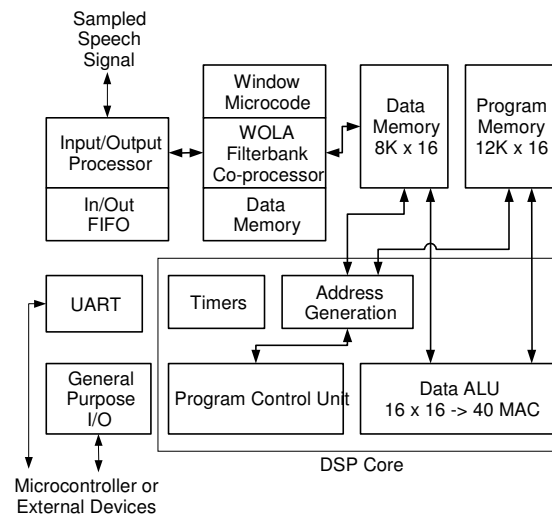 Sampled
Speech
Signal
Input/Output
Processor
In/Out
FIFO
Window
Microcode
WOLA
Filterbank
Co-processor
Data
Memory
Data
Memory
8K x 16
Program
Memory
12K x 16
UART
Timers
Address
Generation
General
Purpose
I/O
Program Control Unit
Data ALU
16 x 16 -> 40 MAC
DSP Core
Microcontroller or
External Devices